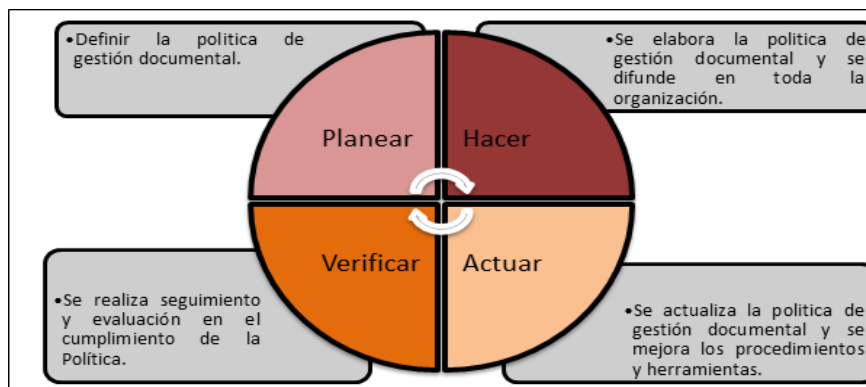 •Definir la politica de
gestión documental.
•Se elabora la politica de
gestión documental y se
difunde en toda la
organización.
Planear
Hacer
Verificar
Actuar
•Se realiza seguimiento
y evaluación en el
cumplimiento de la
Política.
•Se actualiza la politica de
gestión documental y se
mejora los procedimientos
y herramientas.